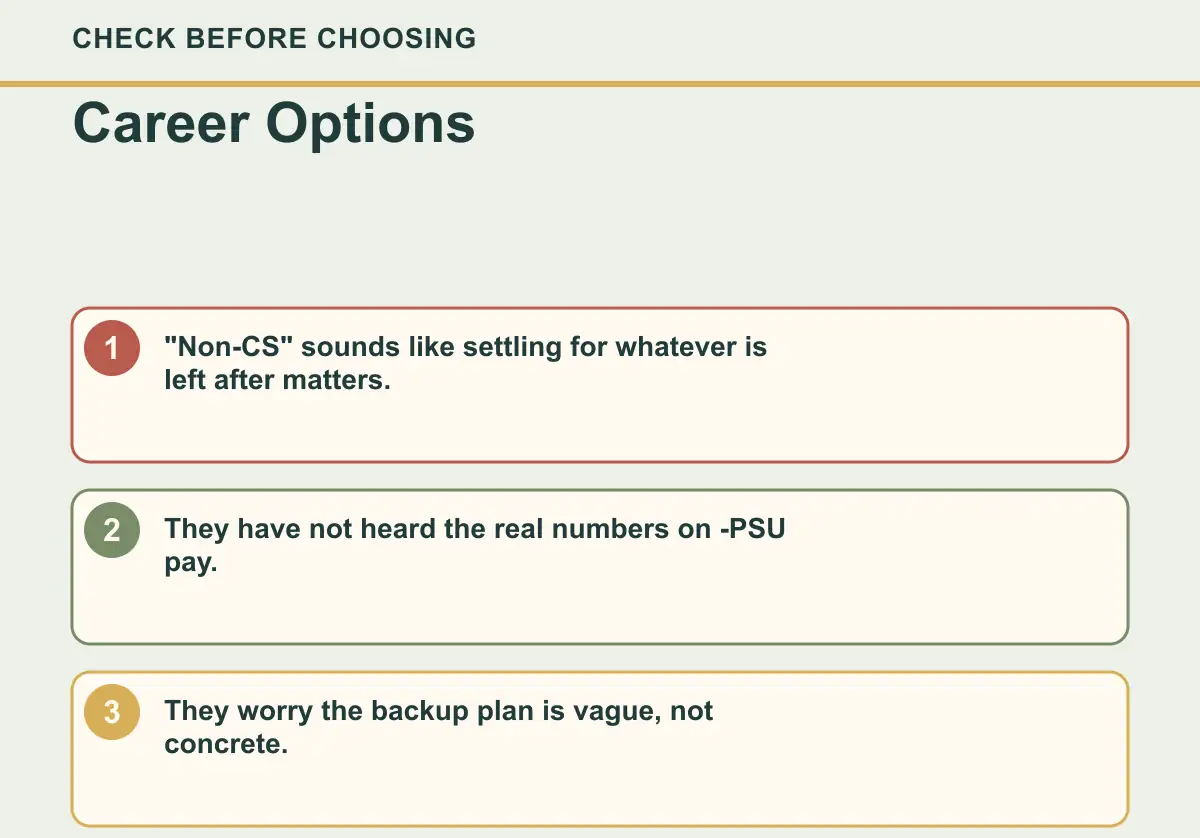 CHECK BEFORE CHOOSING
Career Options
1
"Non-CS" sounds like settling for whatever is
left after matters.
2
They have not heard the real numbers on -PSU
pay.
3
They worry the backup plan is vague, not
concrete.